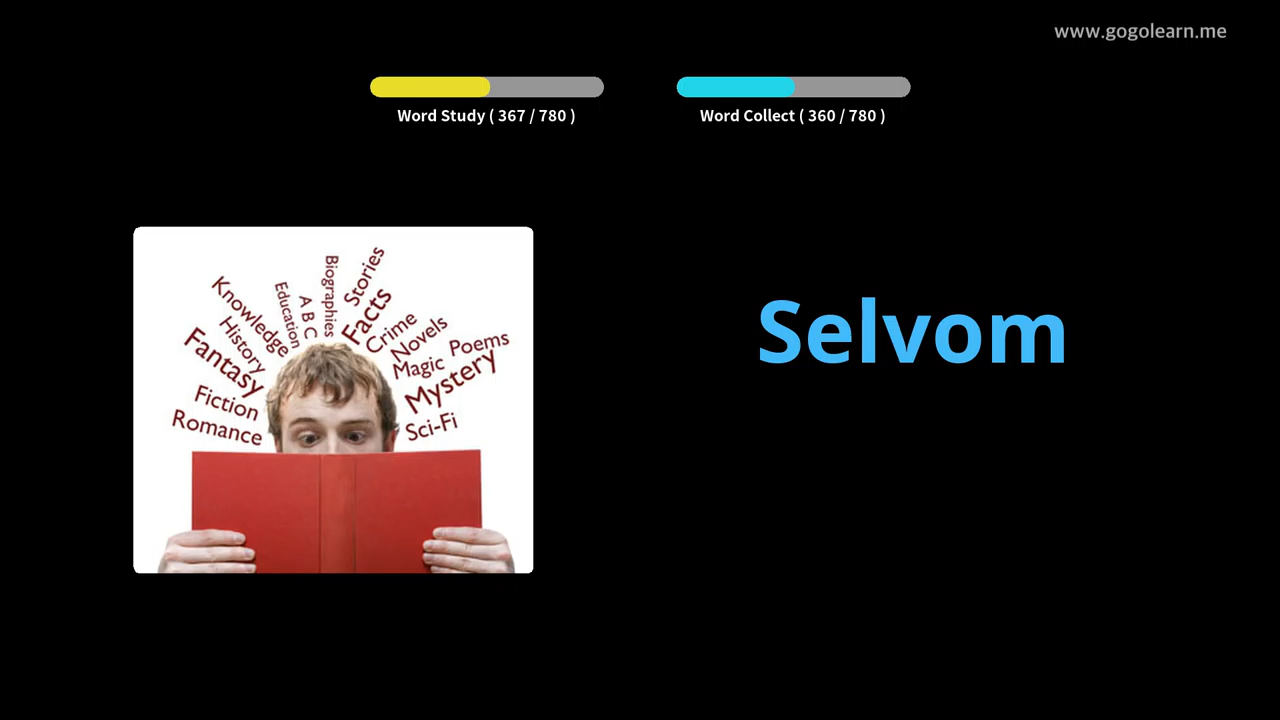 www.gogolearn.me
Word Study ( 367 / 780 )
Word Collect ( 360 / 780 )
Selvom
Romance
Fiction
Fantasy
History
Knowledge
Education
A B C
Biographies
Stories
Facts
Crime
Novels
Magic
Poems
Mystery
Sci-Fi